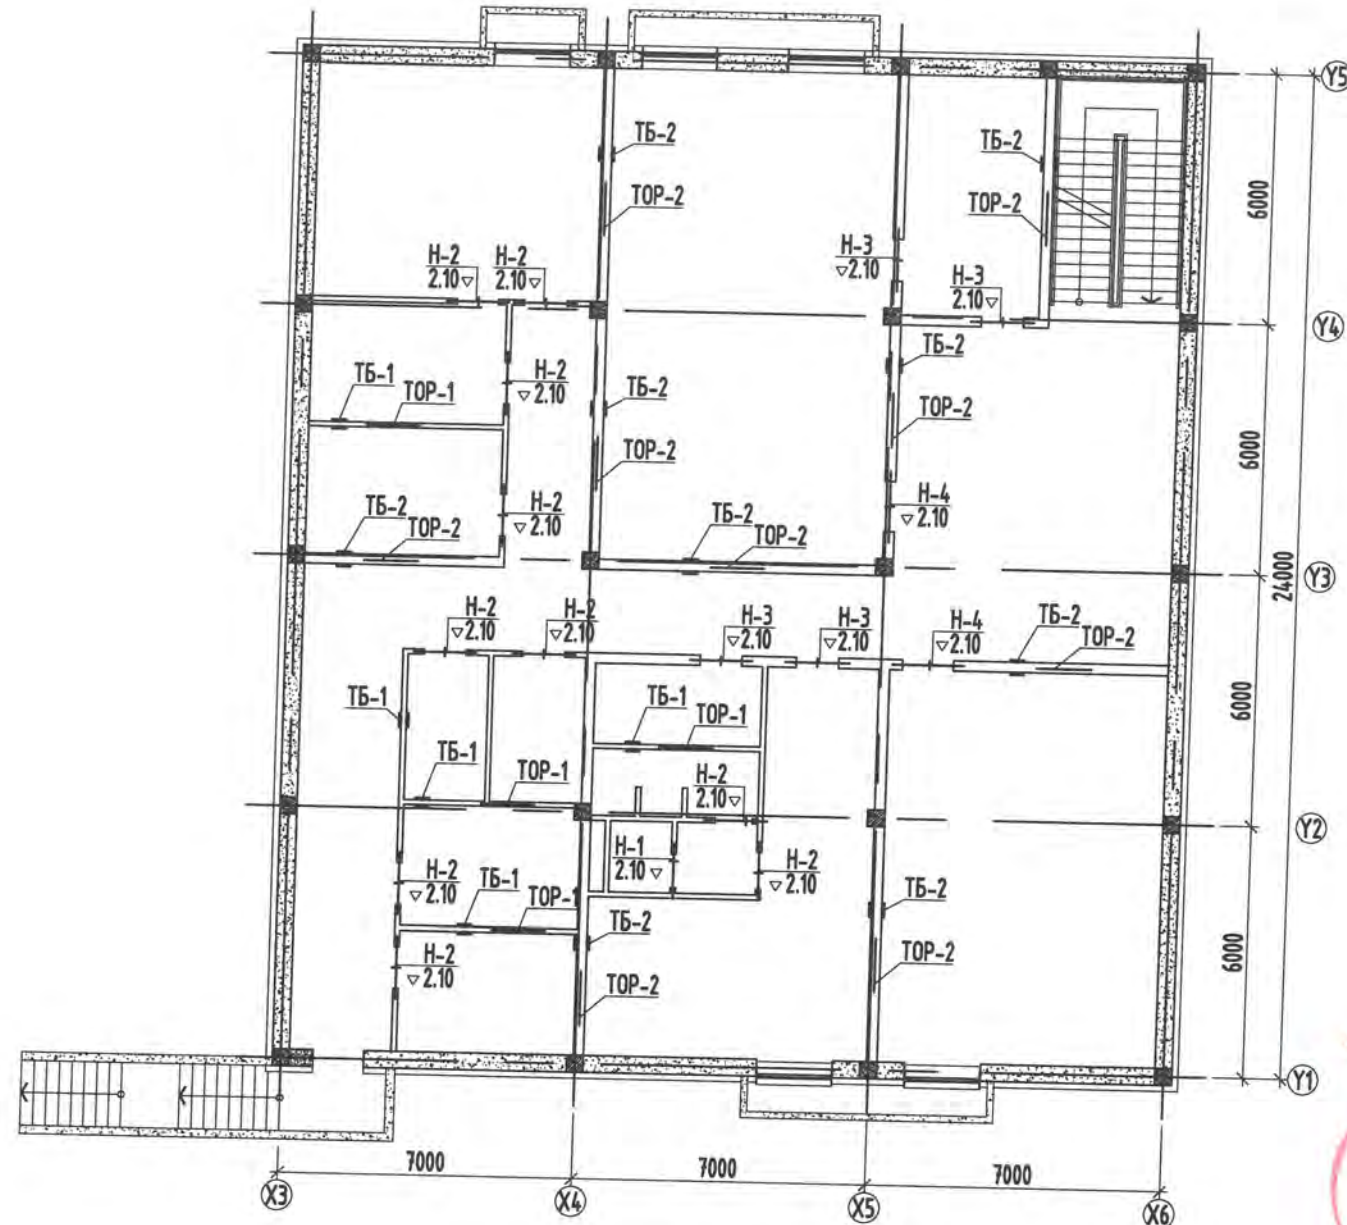 Y5
ТБ-2
ТБ-2
ТОР-2
ТОР-2
6000
Н-2
2.10
Н-2
2.10
Н-3
2.10
Н-3
2.10
Y4
ТБ-1
ТОР-1
Н-2
2.10
ТБ-2
ТБ-2
ТОР-2
ТОР-2
6000
ТБ-2
ТОР-2
Н-2
2.10
ТБ-2
ТОР-2
Н-4
2.10
Y3
24000
Н-2
2.10
Н-2
2.10
Н-3
2.10
Н-3
2.10
Н-4
2.10
ТБ-2
ТОР-2
ТБ-1
ТБ-1
ТОР-1
6000
ТБ-1
ТОР-1
Н-2
2.10
Y2
Н-1
2.10
Н-2
2.10
Н-2
2.10
ТБ-1
ТОР-1
ТБ-2
ТБ-2
Н-2
2.10
ТОР-2
ТОР-2
6000
Y1
7000
7000
7000
X3
X4
X5
X6